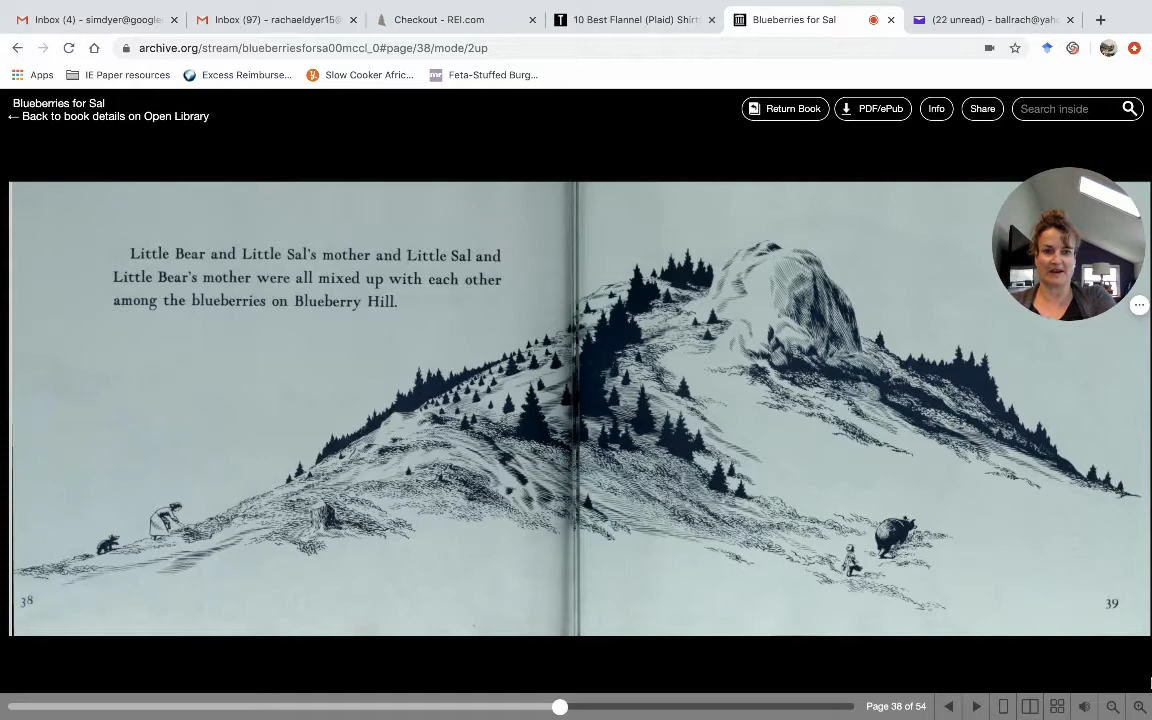 Inbox (4) - simdyer@google
Inbox (97) - rachaeldyer15@
Checkout - REI.com
10 Best Flannel (Plaid) Shirts
Blueberries for Sal
(22 unread) - ballrach@yaho
archive.org/stream/blueberriesforsa00mccl_0#page/38/mode/2up
Apps
IE Paper resources
Excess Reimburse...
Slow Cooker Afric...
Feta-Stuffed Burg...
Blueberries for Sal
← Back to book details on Open Library
Return Book
PDF/ePub
Info
Share
Search inside
Little Bear and Little Sal's mother and Little Sal and
Little Bear's mother were all mixed up with each other
among the blueberries on Blueberry Hill.
38
39
Page 38 of 54